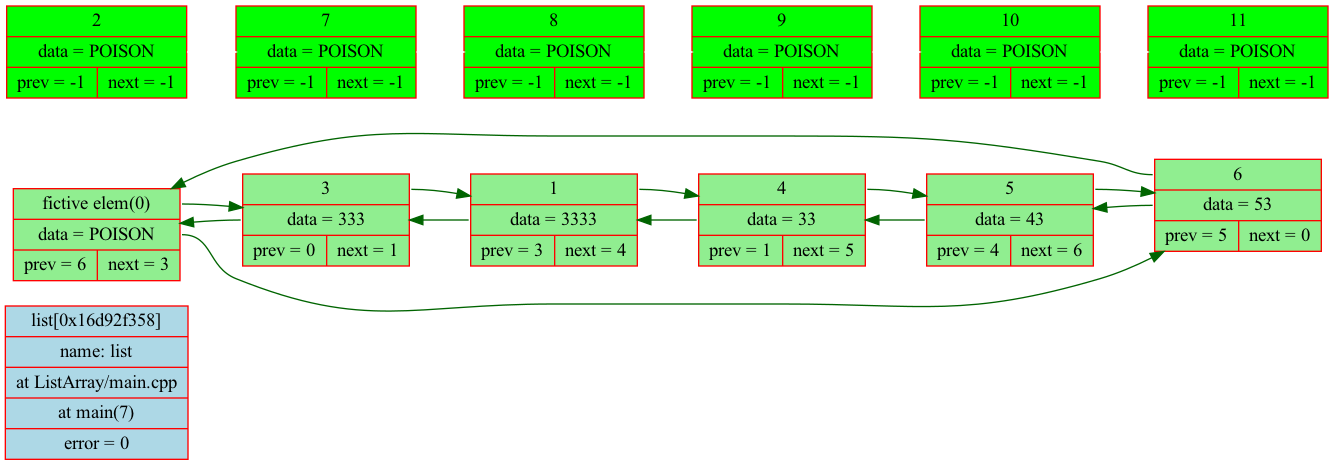 2
data = POISON
prev = -1 next = -1
7
data = POISON
prev = -1 next = -1
8
data = POISON
prev = -1 next = -1
9
data = POISON
prev = -1 next = -1
10
data = POISON
prev = -1 next = -1
11
data = POISON
prev = -1 next = -1
fictive elem(0)
data = POISON
prev = 6 next = 3
3
data = 333
prev = 0 next = 1
1
data = 3333
prev = 3 next = 4
4
data = 33
prev = 1 next = 5
5
data = 43
prev = 4 next = 6
6
data = 53
prev = 5 next = 0
list[0x16d92f358]
name: list
at ListArray/main.cpp
at main(7)
error = 0